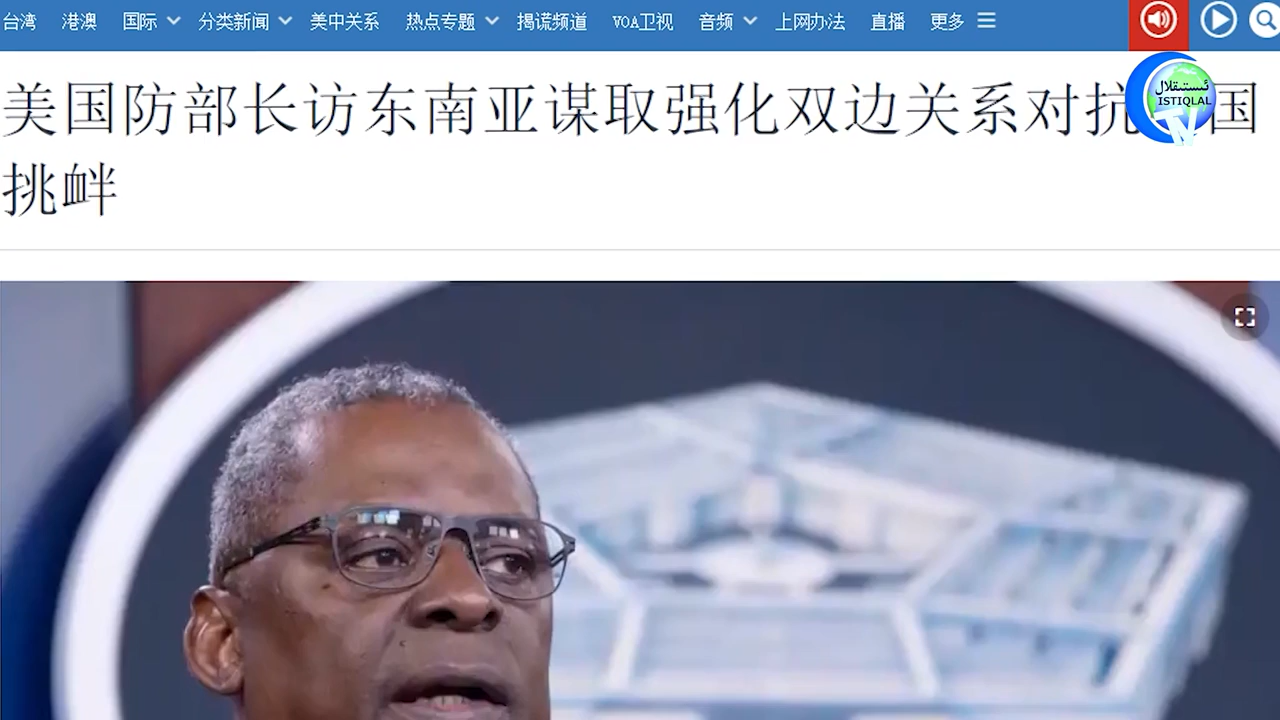 台湾 港澳 国际 分类新闻 美中关系 热点专题 揭谎频道 VOA卫视 音频 上网办法 直播 更多
美国防部长访东南亚谋取强化双边关系对抗 国
挑衅
ئىستىقلال
ISTIQLAL
TV